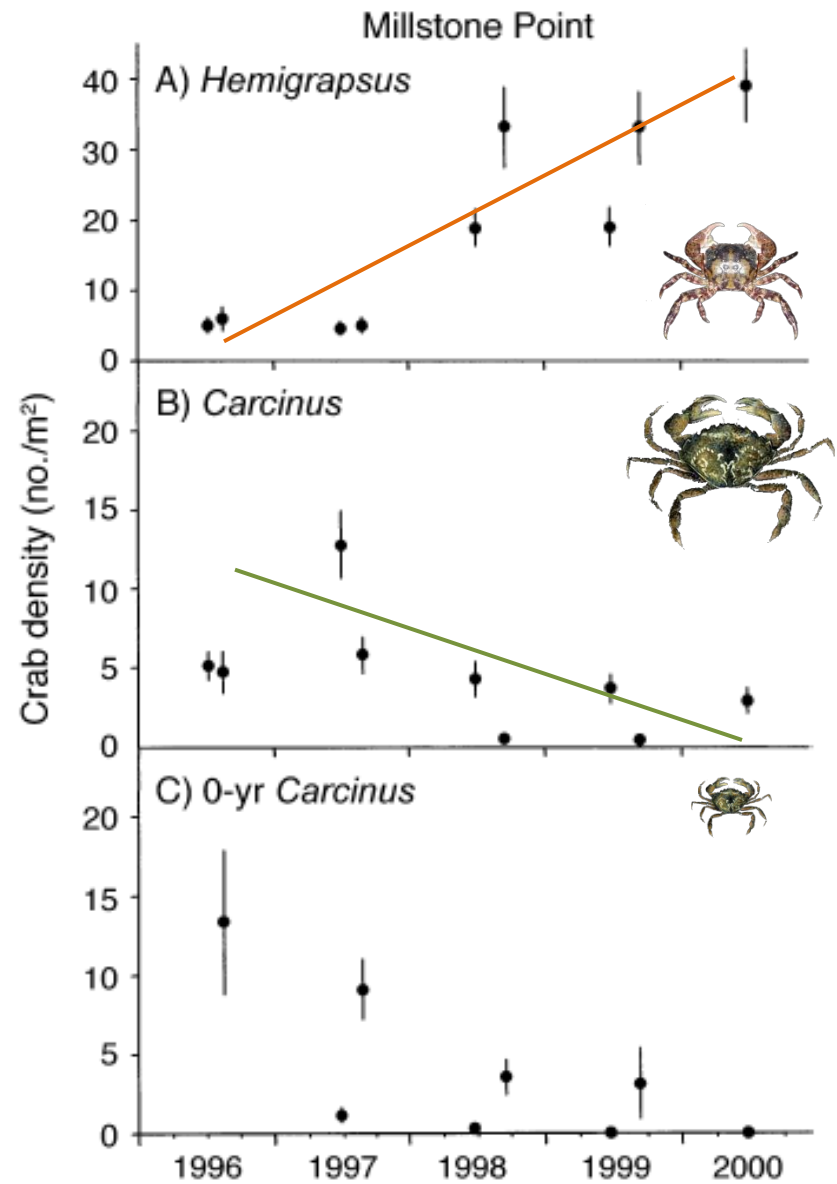 Millstone Point
Crab density (no./m²)
A) Hemigrapsus
40
30
20
10
0
B) Carcinus
20
15
10
5
0
C) 0-yr Carcinus
20
15
10
5
0
1996 1997 1998 1999 2000